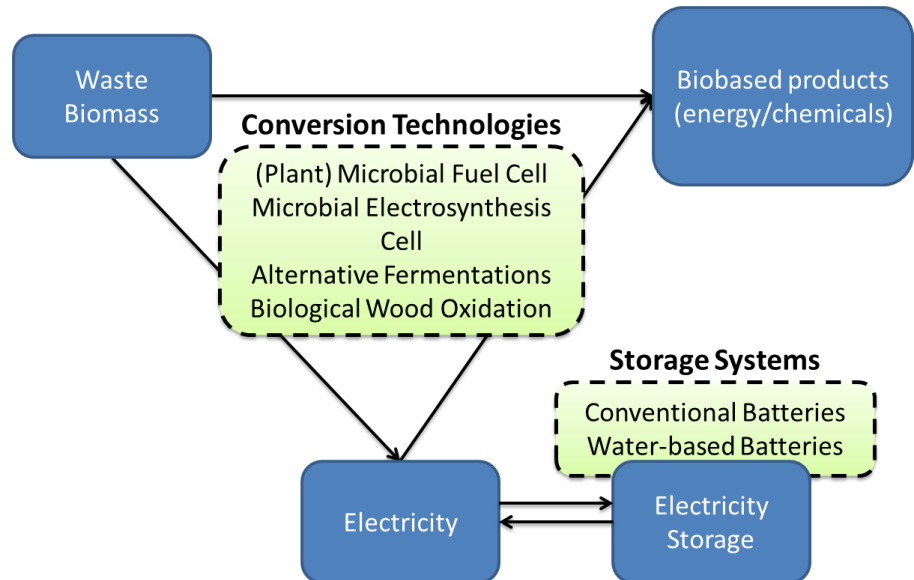 Waste
Biomass
Biobased products
(energy/chemicals)
Conversion Technologies
(Plant) Microbial Fuel Cell
Microbial Electrosynthesis
Cell
Alternative Fermentations
Biological Wood Oxidation
Storage Systems
Conventional Batteries
Water-based Batteries
Electricity
Electricity
Storage